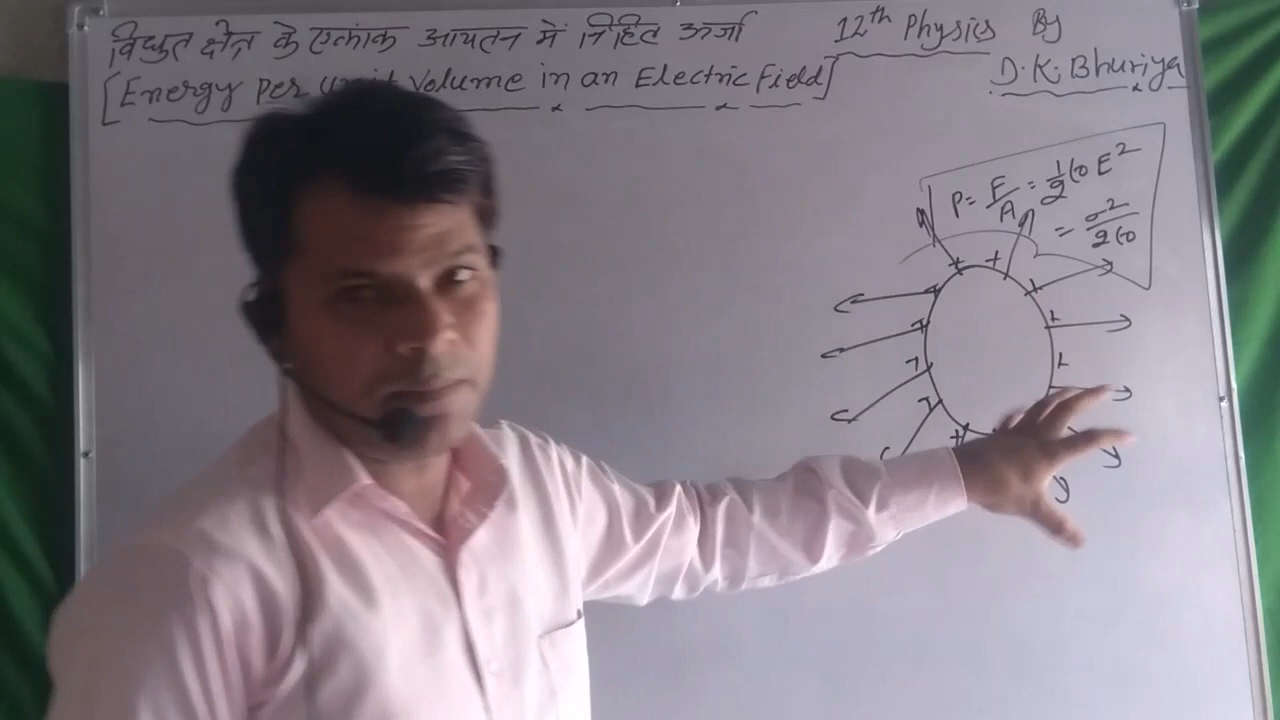 विद्युत क्षेत्र के एकांक आयतन में निहित ऊर्जा
12th Physics By
[Energy Per Unit Volume in an Electric Field]
D.K. Bhuriya
P = F/A = 1/2 ϵ0 E²
= σ²/2ϵ0